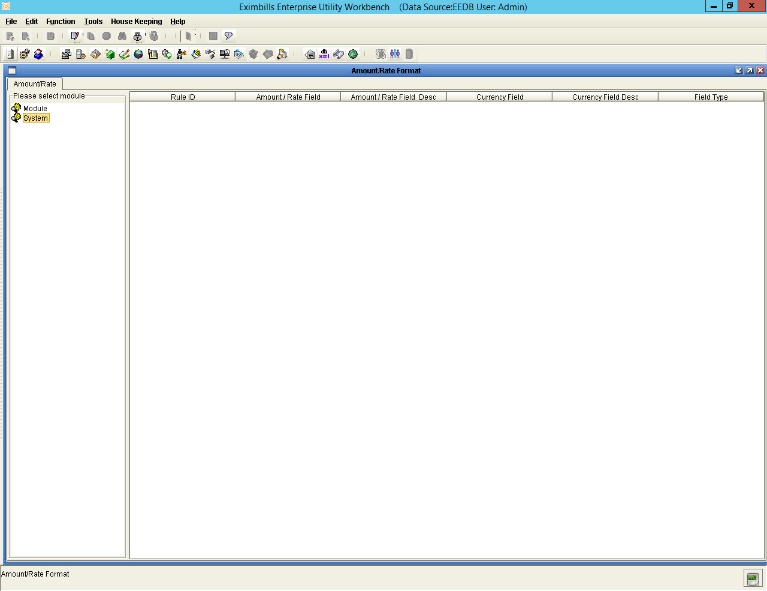 Eximbills Enterprise Utility Workbench (Data Source:EEDB User: Admin)
File Edit Function Tools House Keeping Help
Amount/Rate Format
Amount/Rate
Please select module
Module
System
Rule ID Amount / Rate Field Amount / Rate Field Desc Currency Field Currency Field Desc Field Type
Amount/Rate Format